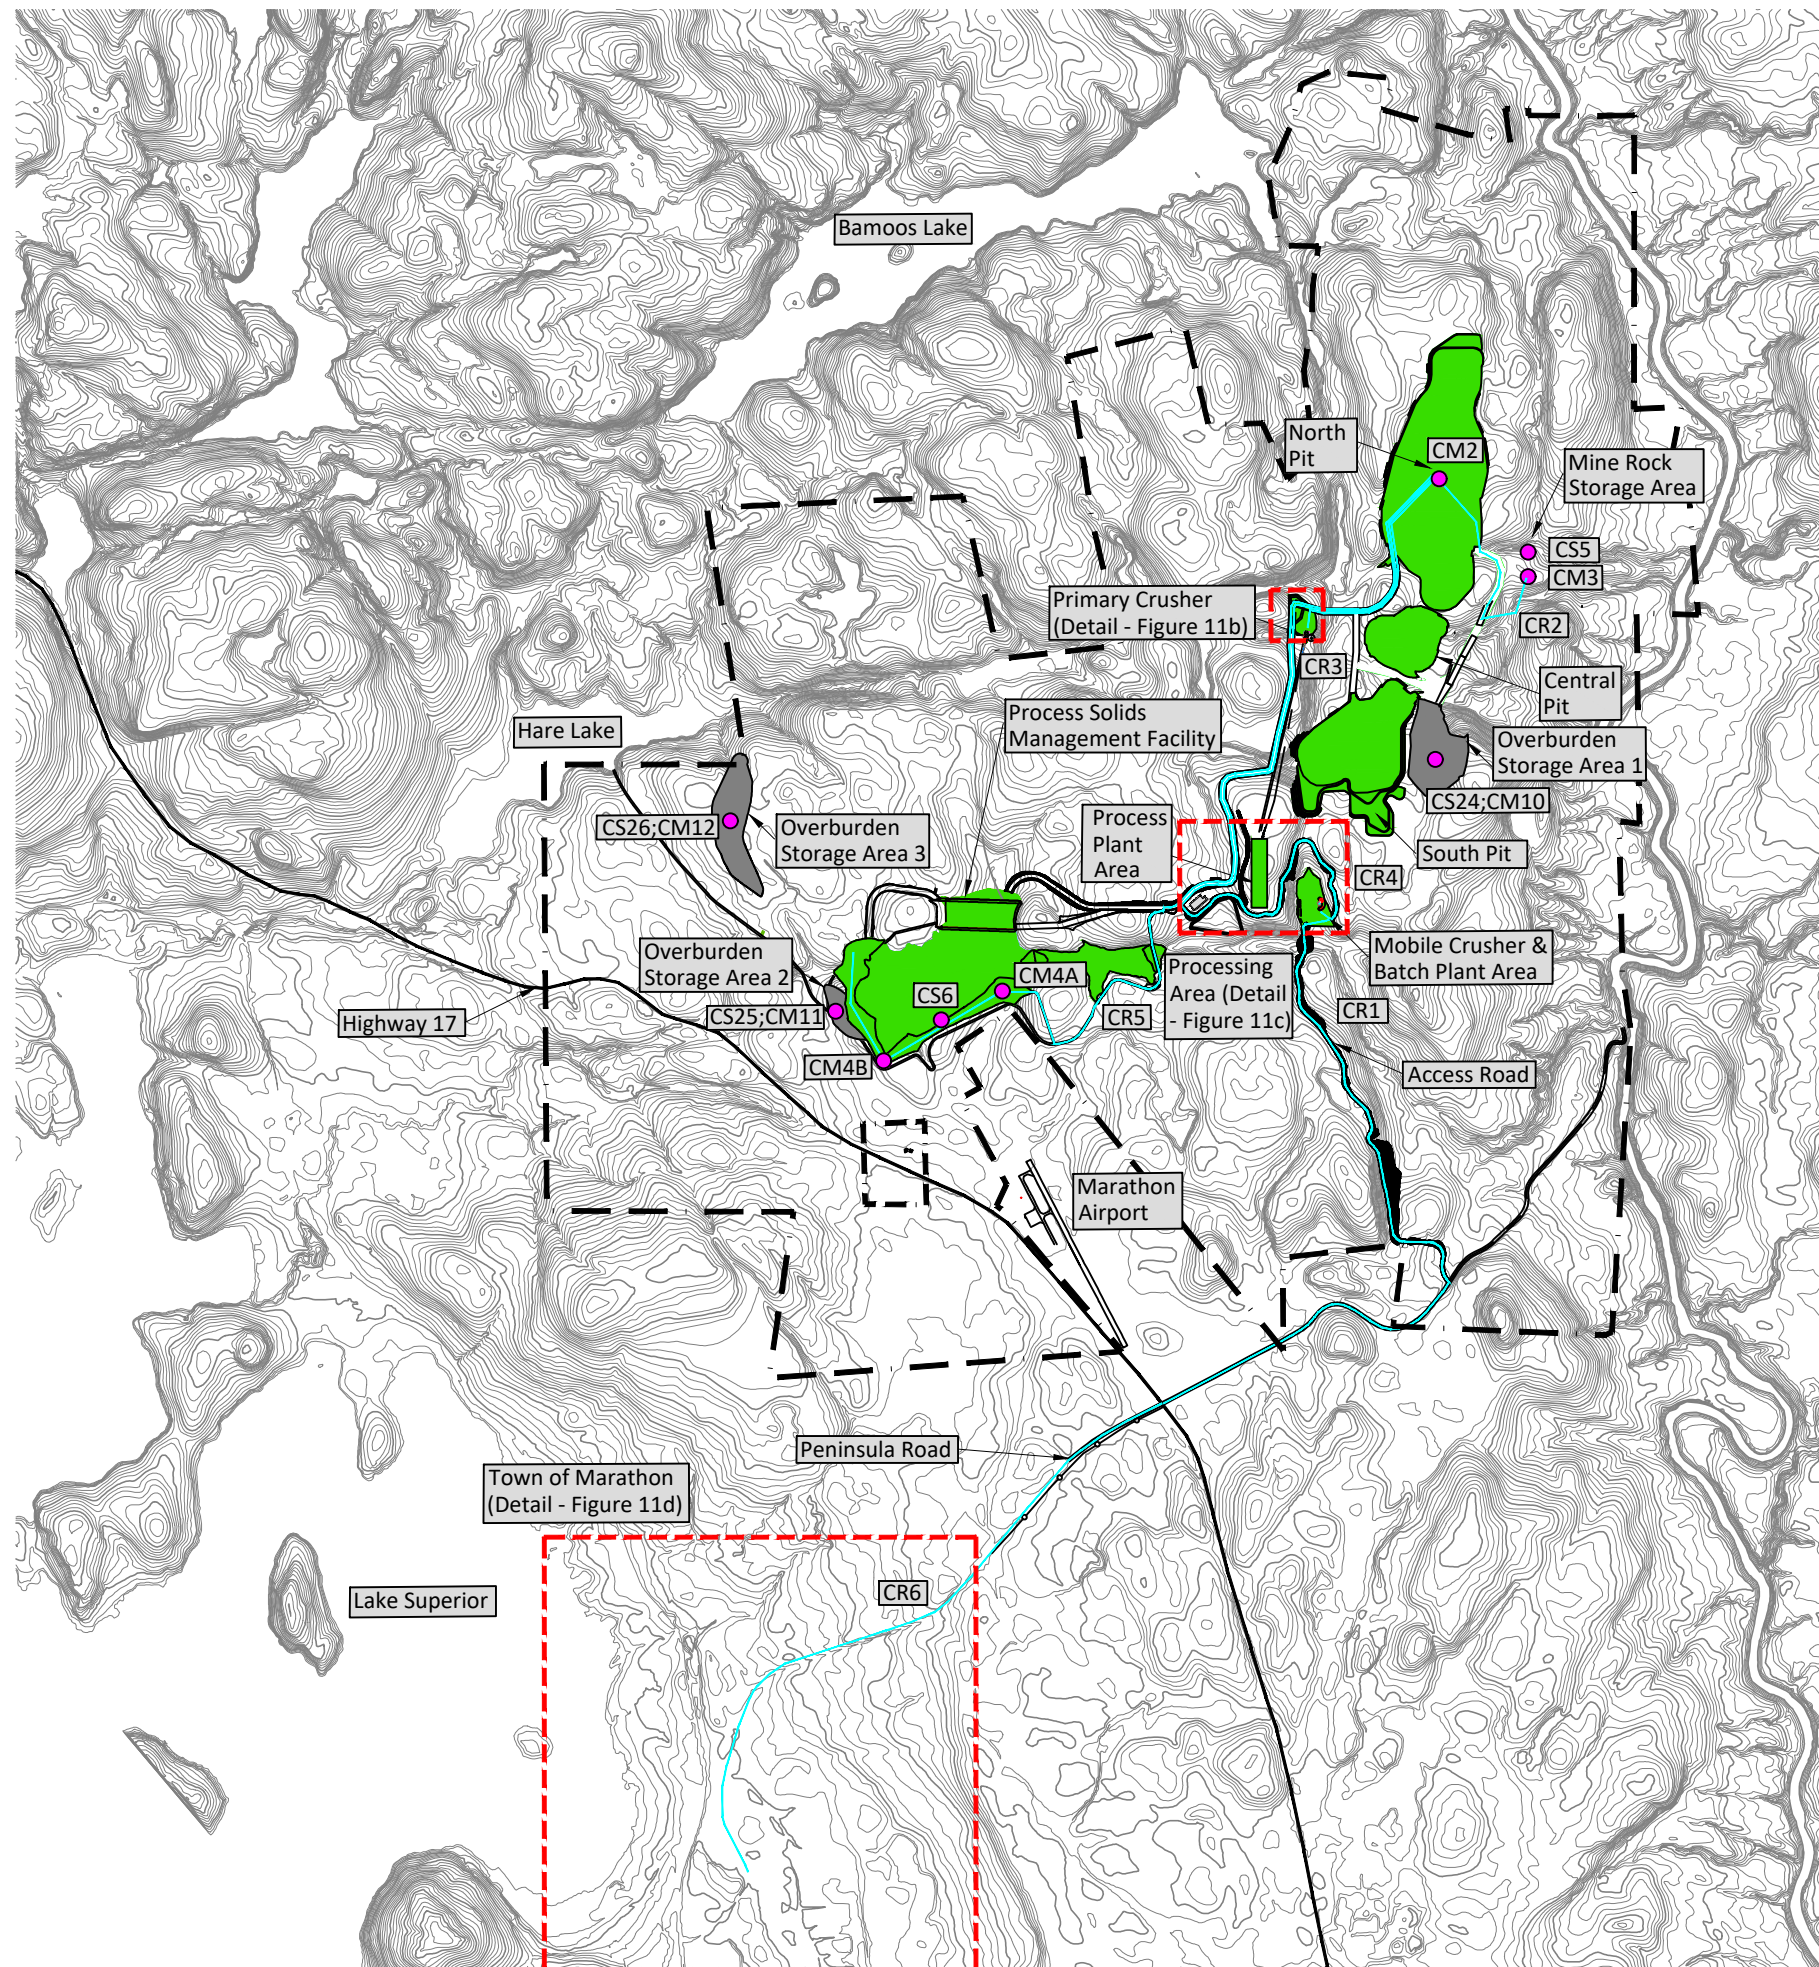 Bamoos Lake
North
Pit
CM2
Mine Rock
Storage Area
CS5
CM3
Primary Crusher
(Detail - Figure 11b)
CR2
CR3
Central
Pit
Process Solids
Management Facility
Hare Lake
Overburden
Storage Area 1
CS24;CM10
CS26;CM12
Overburden
Storage Area 3
Process
Plant
Area
South Pit
CR4
Overburden
Storage Area 2
Mobile Crusher &
Batch Plant Area
Processing
Area (Detail
- Figure 11c)
CM4A
CS6
CS25;CM11
CR5
CR1
Highway 17
CM4B
Access Road
Marathon
Airport
Peninsula Road
Town of Marathon
(Detail - Figure 11d)
CR6
Lake Superior